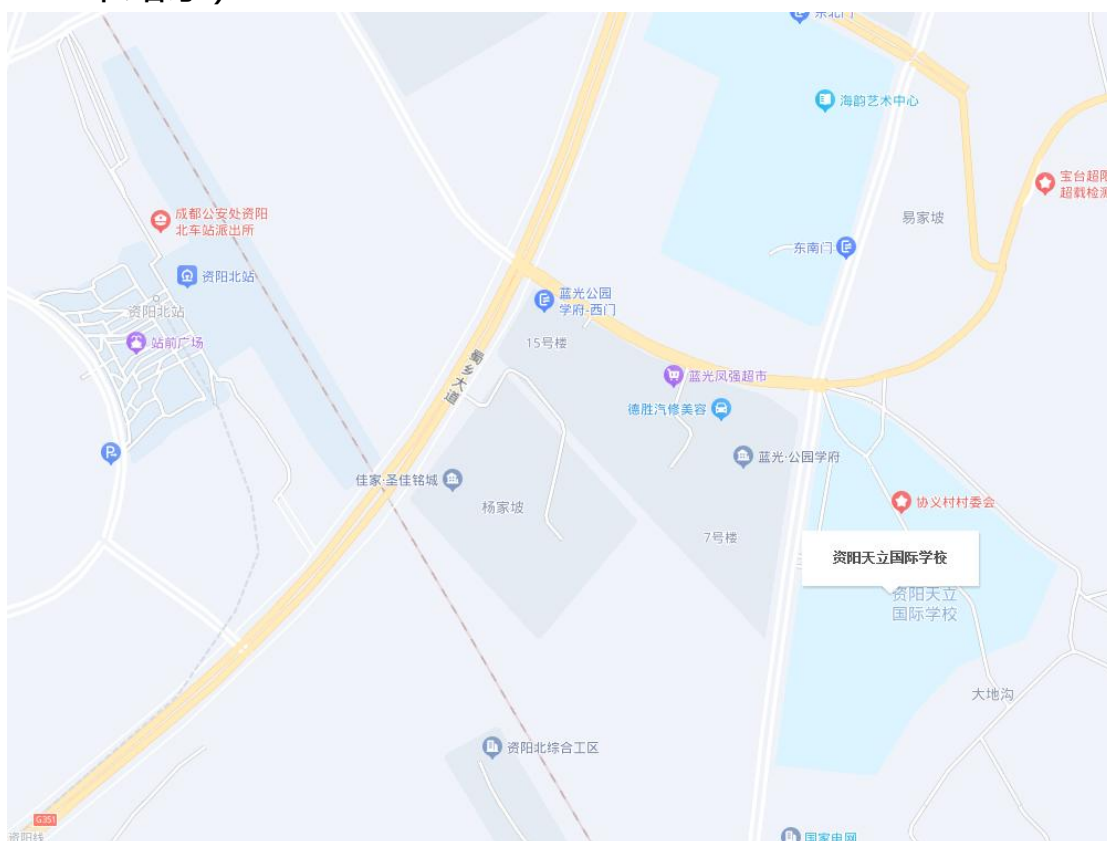 东北门
海韵艺术中心
宝台超限
超载检测
易家坡
成都公安处资阳
北车站派出所
东南门
资阳北站
蓝光公园
学府-西门
资阳北站
站前广场
15号楼
蜀乡大道
蓝光凤强超市
德胜汽修美容
蓝光·公园学府
佳家·圣佳铭城
杨家坡
协义村村委会
7号楼
资阳天立国际学校
资阳天立
国际学校
大地沟
资阳北综合工区
G351
资阳线
国家电网